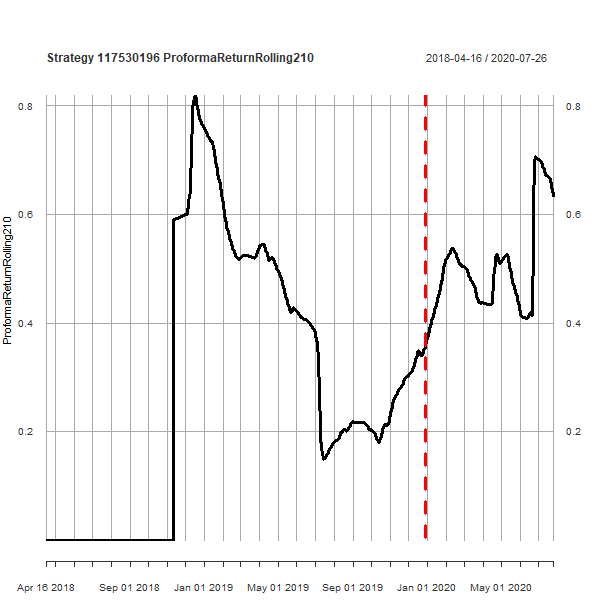 Strategy 117530196 ProformaReturnRolling210
2018-04-16 / 2020-07-26
ProformaReturnRolling210
0.8
0.6
0.4
0.2
0.8
0.6
0.4
0.2
Apr 16 2018
Sep 01 2018
Jan 01 2019
May 01 2019
Sep 01 2019
Jan 01 2020
May 01 2020